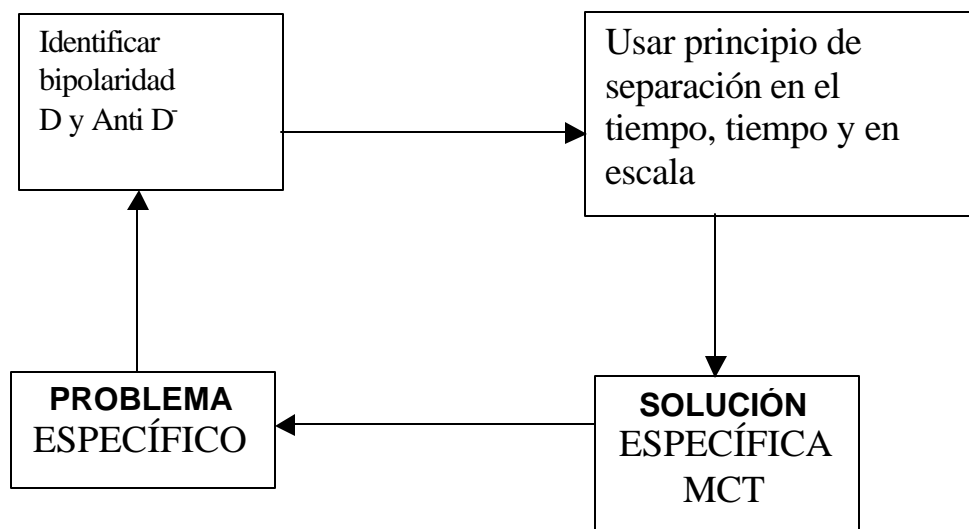 Identificar
bipolaridad
D y Anti D-
Usar principio de
separación en el
tiempo, tiempo y en
escala
PROBLEMA
ESPECÍFICO
SOLUCIÓN
ESPECÍFICA
MCT